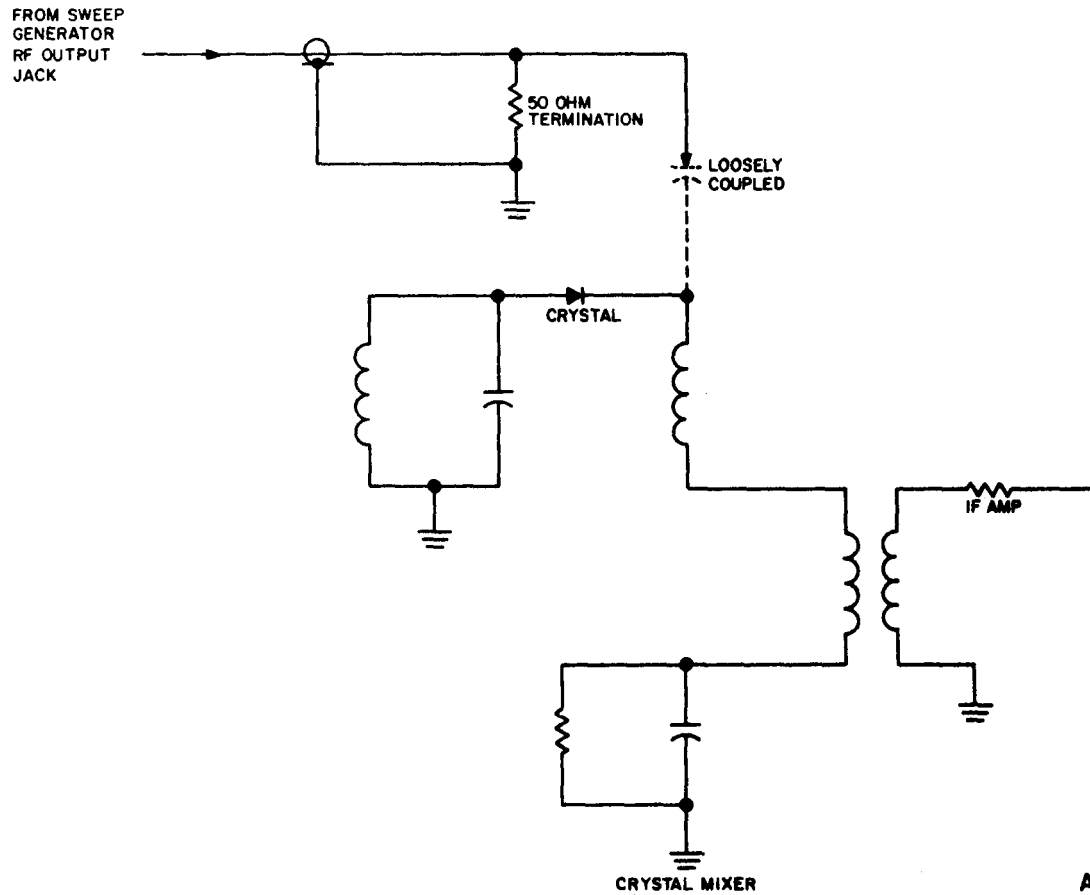 FROM SWEEP
GENERATOR
RF OUTPUT
JACK
50 OHM
TERMINATION
LOOSELY
COUPLED
CRYSTAL
IF AMP
CRYSTAL MIXER
A